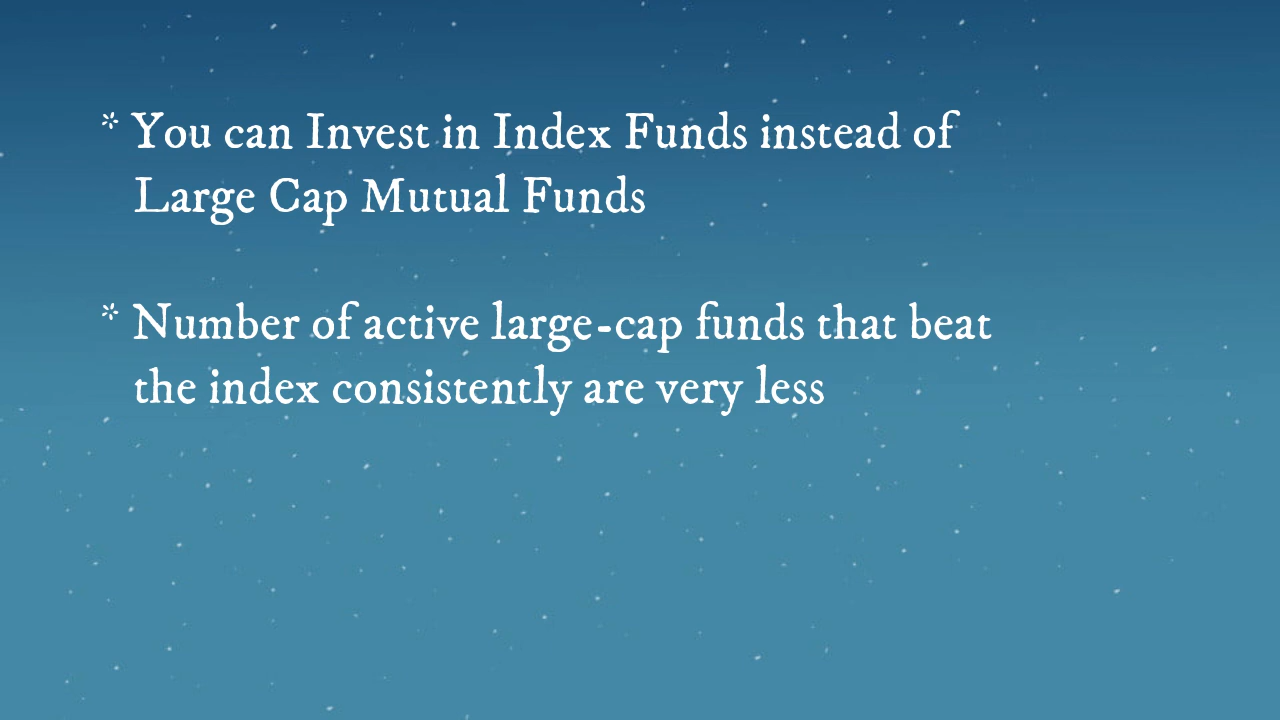 * You can Invest in Index Funds instead of
Large Cap Mutual Funds
* Number of active large-cap funds that beat
the index consistently are very less